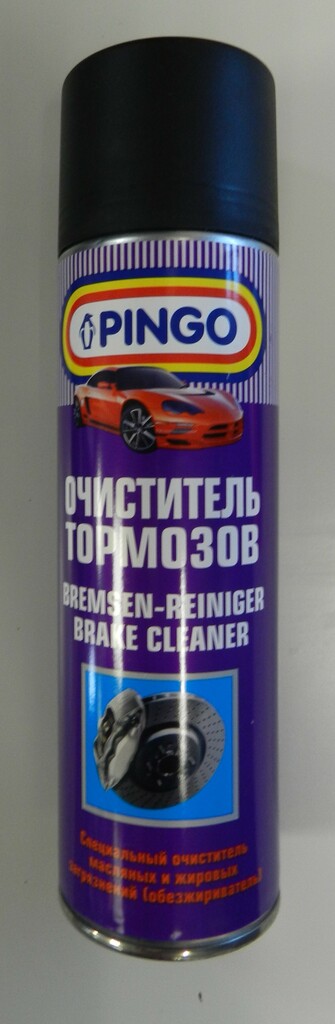 PINGO
ОЧИСТИТЕЛЬ
ТОРМОЗОВ
BREMSEN-REINIGER
BRAKE CLEANER
Специальный очиститель
масляных и жировых
загрязнений (обезжириватель)